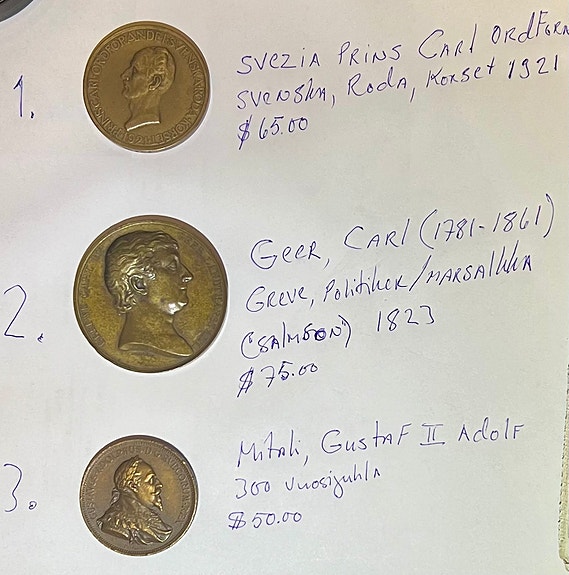 1.
SVEZIA PRINS CARL ORDFÖRAN
SVENSKA, RODA, KORSET 1921
$65.00
2.
GEER, CARL (1781-1861)
GREVE, POLITIKER/MARSALKKA
("SALMSON") 1823
$75.00
3.
MITALI, GUSTAF II ADOLF
300 VUOSIJUHLA
$50.00